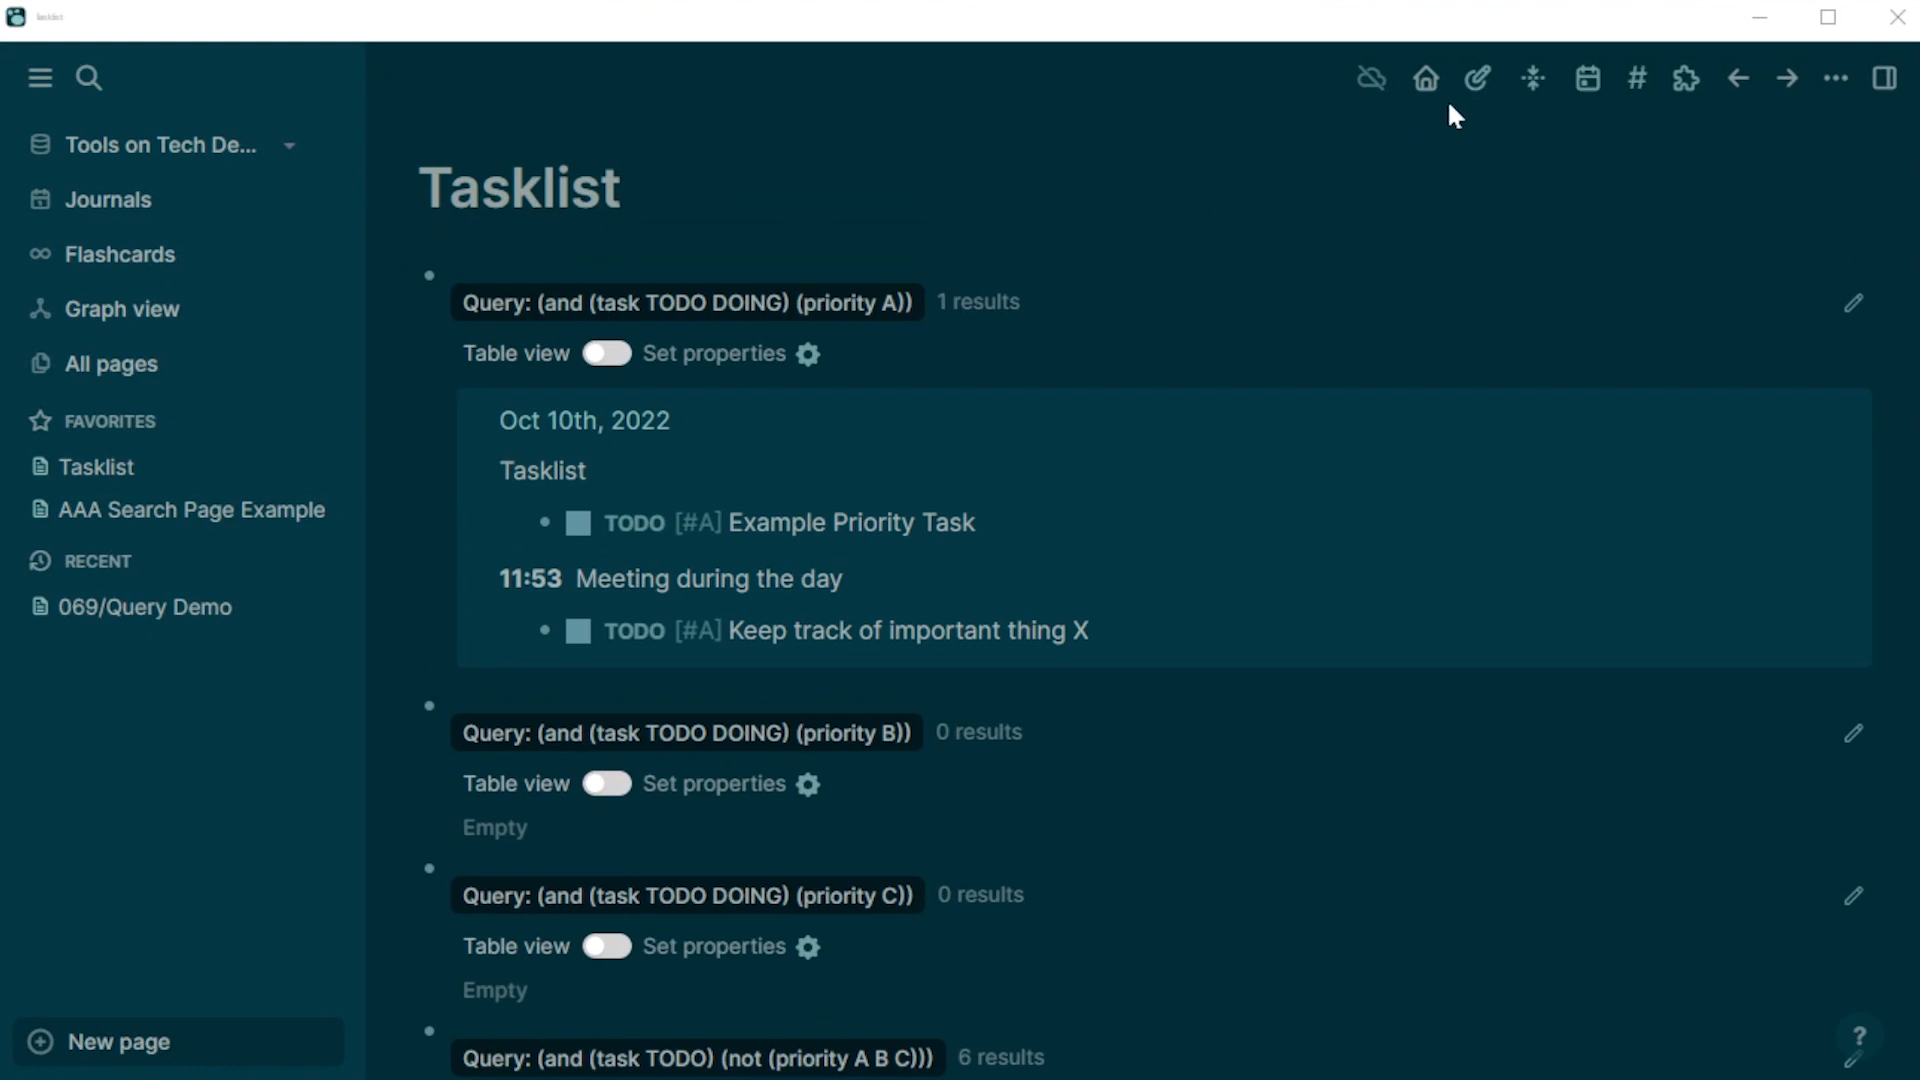 Tasklist
Tools on Tech De...
Journals
Flashcards
Graph view
All pages
FAVORITES
Tasklist
AAA Search Page Example
RECENT
069/Query Demo
New page
Tasklist
Query: (and (task TODO DOING) (priority A)) 1 results
Table view Set properties
Oct 10th, 2022
Tasklist
TODO [#A] Example Priority Task
11:53 Meeting during the day
TODO [#A] Keep track of important thing X
Query: (and (task TODO DOING) (priority B)) 0 results
Table view Set properties
Empty
Query: (and (task TODO DOING) (priority C)) 0 results
Table view Set properties
Empty
Query: (and (task TODO) (not (priority A B C))) 6 results
?